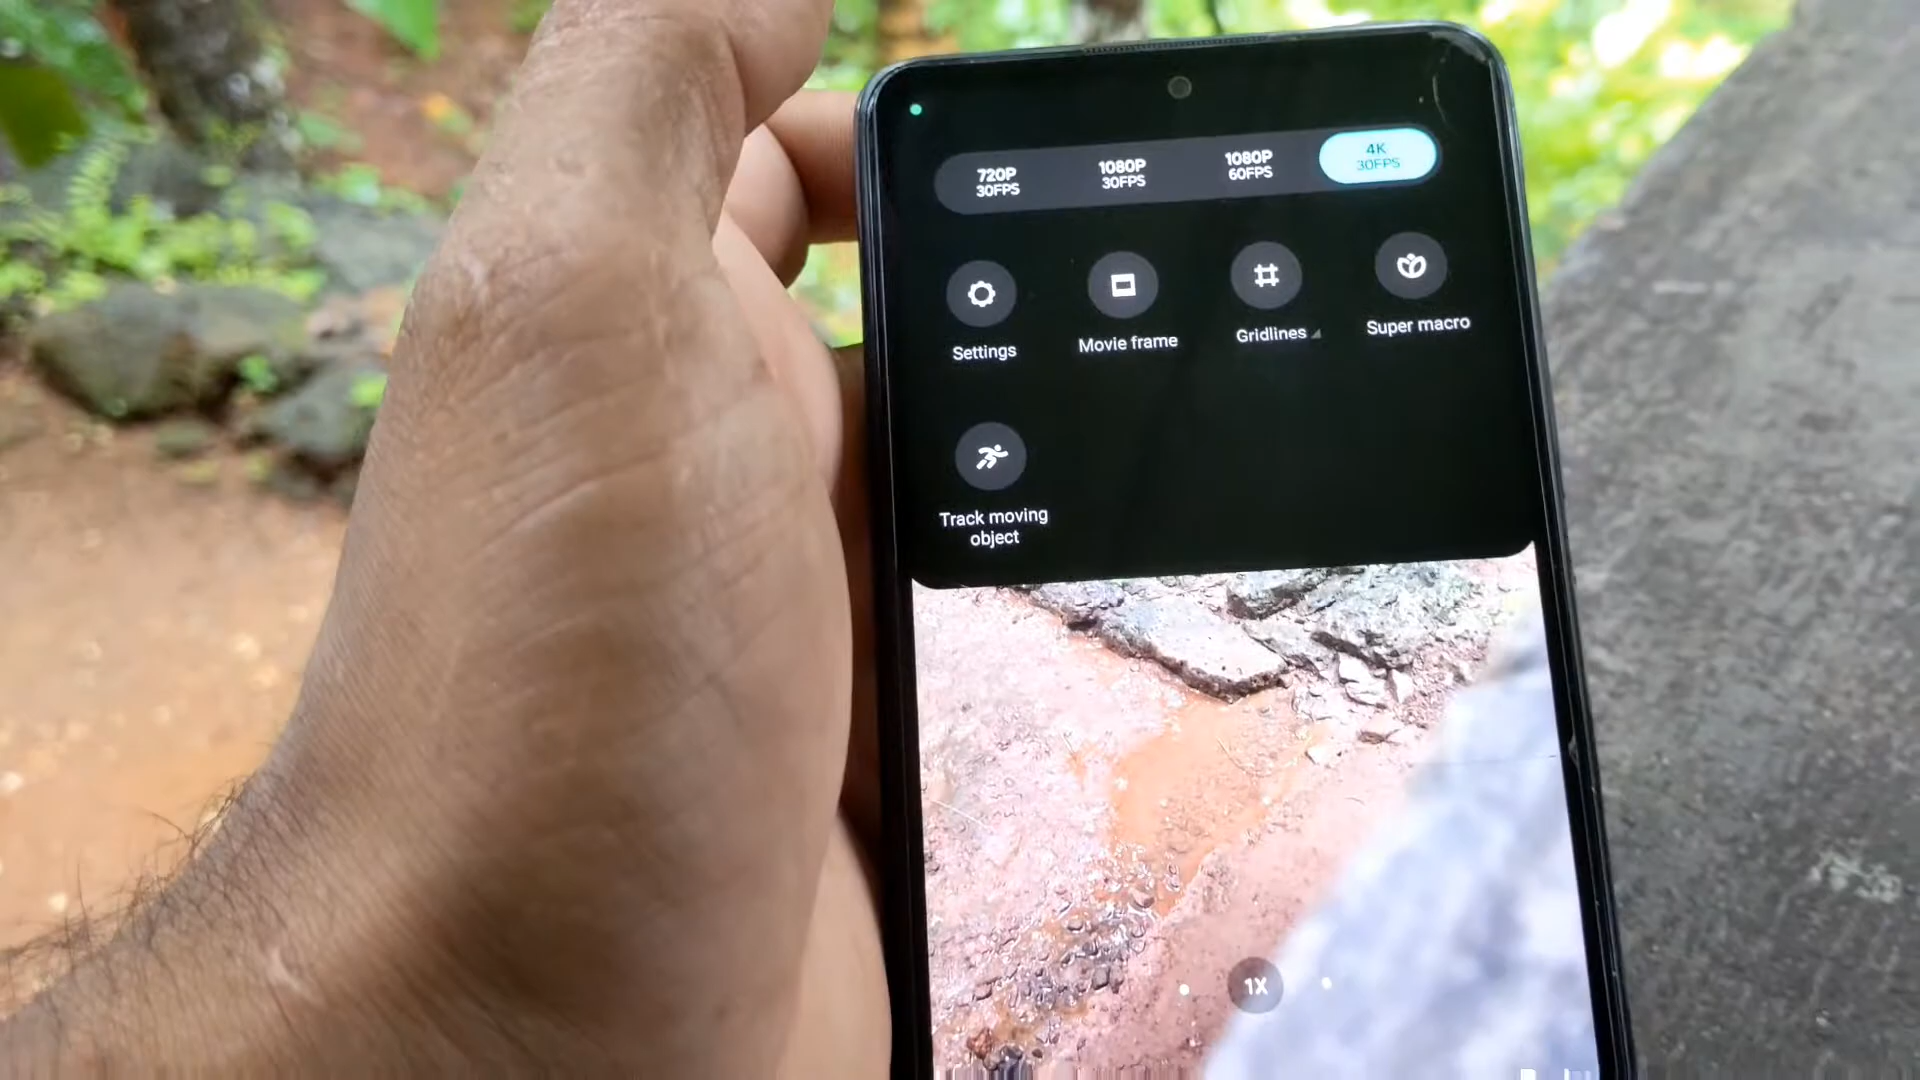 720P
30FPS
1080P
30FPS
1080P
60FPS
4K
30FPS
Settings
Movie frame
Gridlines
Super macro
Track moving
object
1X